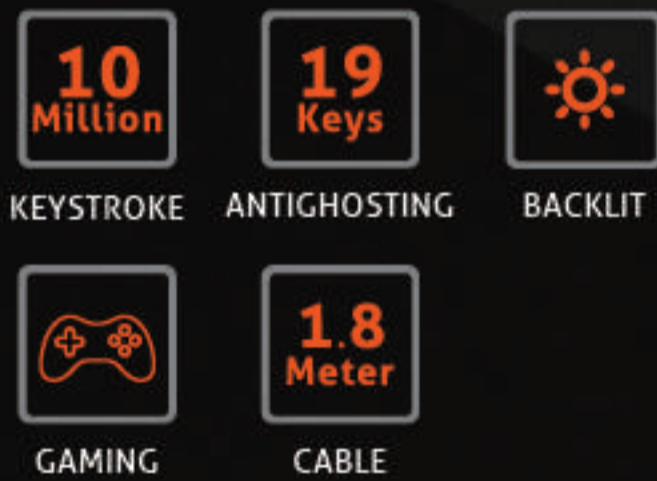 10
Million
KEYSTROKE
19
Keys
ANTIGHOSTING
BACKLIT
GAMING
1.8
Meter
CABLE